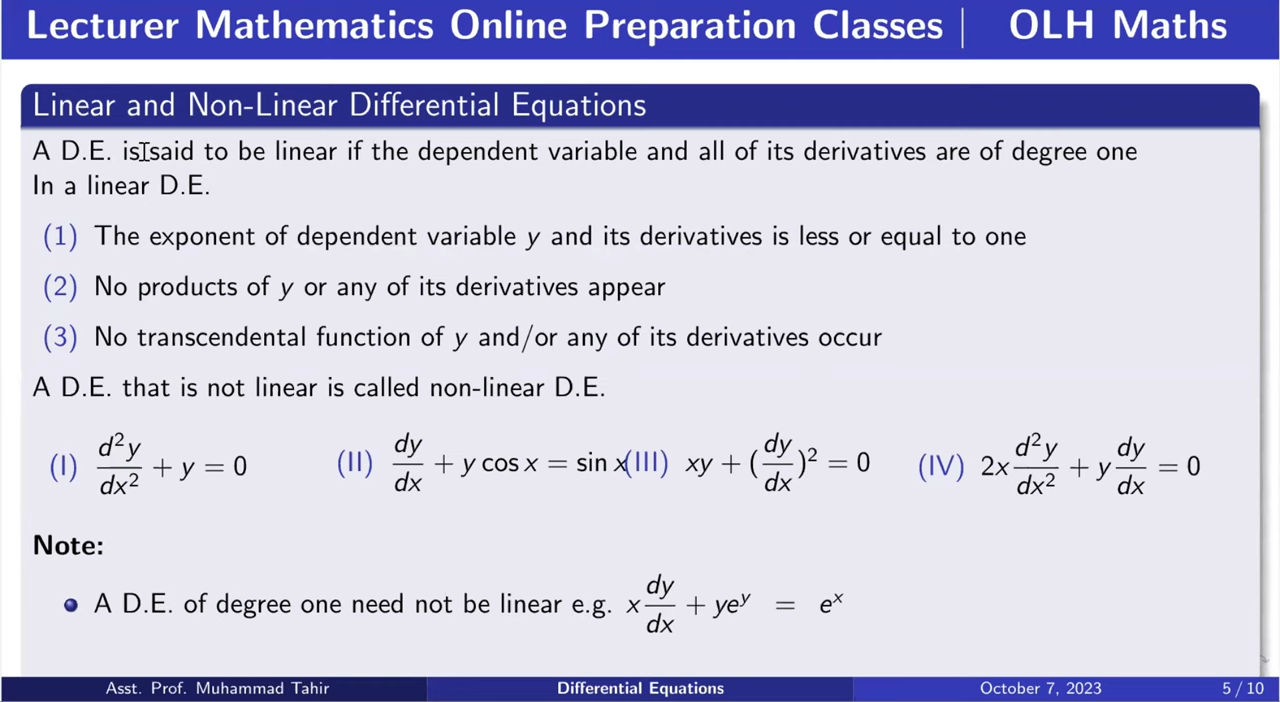 Lecturer Mathematics Online Preparation Classes | OLH Maths
Linear and Non-Linear Differential Equations
A D.E. is said to be linear if the dependent variable and all of its derivatives are of degree one
In a linear D.E.
(1) The exponent of dependent variable y and its derivatives is less or equal to one
(2) No products of y or any of its derivatives appear
(3) No transcendental function of y and/or any of its derivatives occur
A D.E. that is not linear is called non-linear D.E.
(I) d²y/dx² + y = 0 (II) dy/dx + y cos x = sin x (III) xy + (dy/dx)² = 0 (IV) 2x d²y/dx² + y dy/dx = 0
Note:
A D.E. of degree one need not be linear e.g. x dy/dx + yeʸ = eˣ
Asst. Prof. Muhammad Tahir Differential Equations October 7, 2023 5 / 10